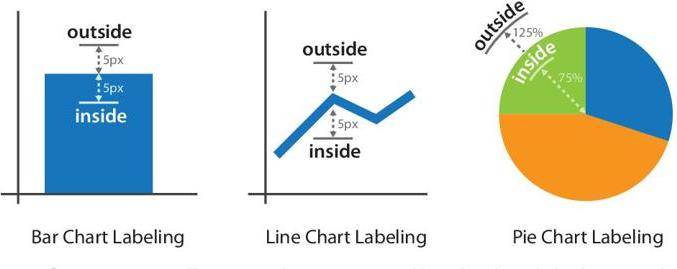 outside
5px
5px
inside
outside
5px
5px
inside
outside
125%
inside
75%
Bar Chart Labeling
Line Chart Labeling
Pie Chart Labeling